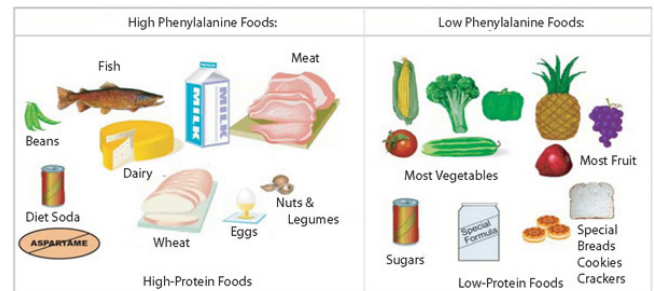 High Phenylalanine Foods:
Low Phenylalanine Foods:
Fish
MILK
MILK
Meat
Beans
Dairy
Most Vegetables
Most Fruit
Diet Soda
ASPARTAME
Wheat
Eggs
Nuts &
Legumes
Sugars
Special
Formula
Special
Breads
Cookies
Crackers
High-Protein Foods
Low-Protein Foods